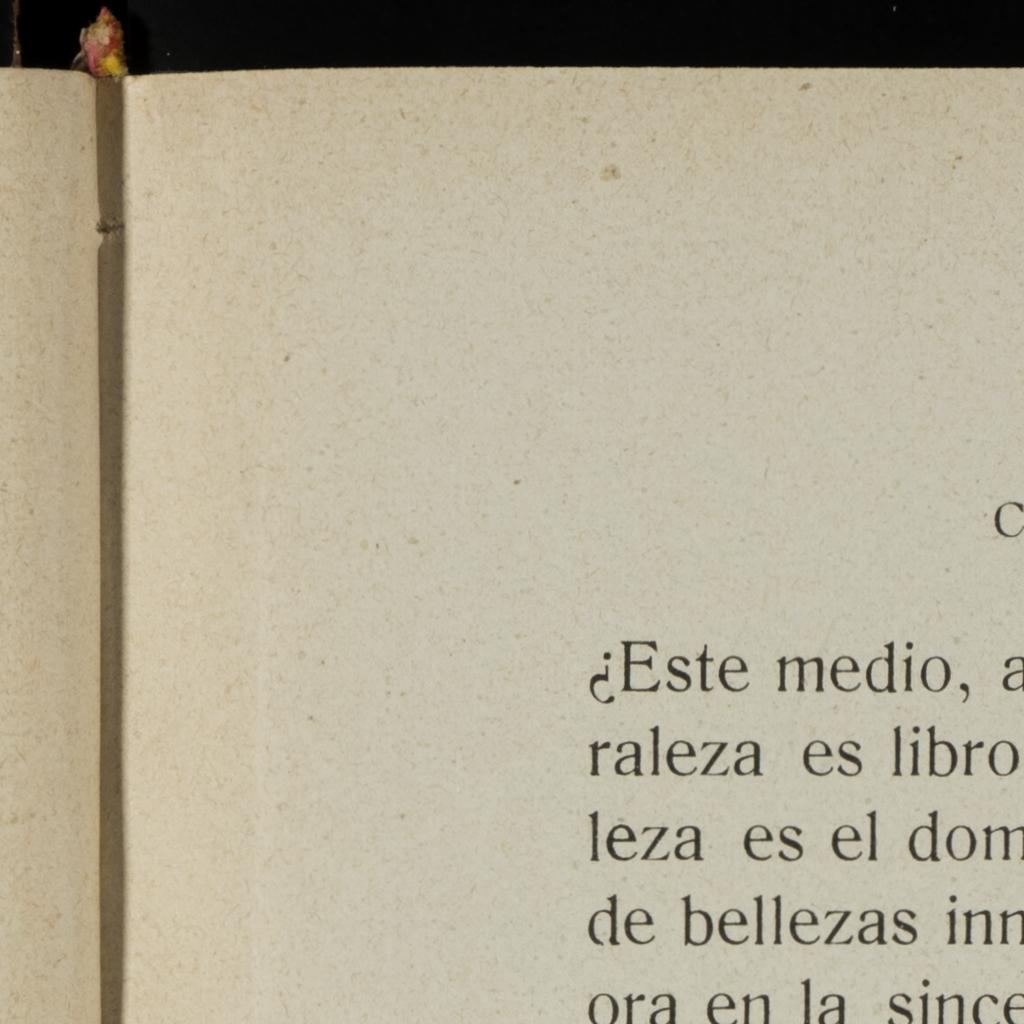 C
¿Este medio, a
raleza es libro
leza es el dom
de bellezas inn
ora en la since